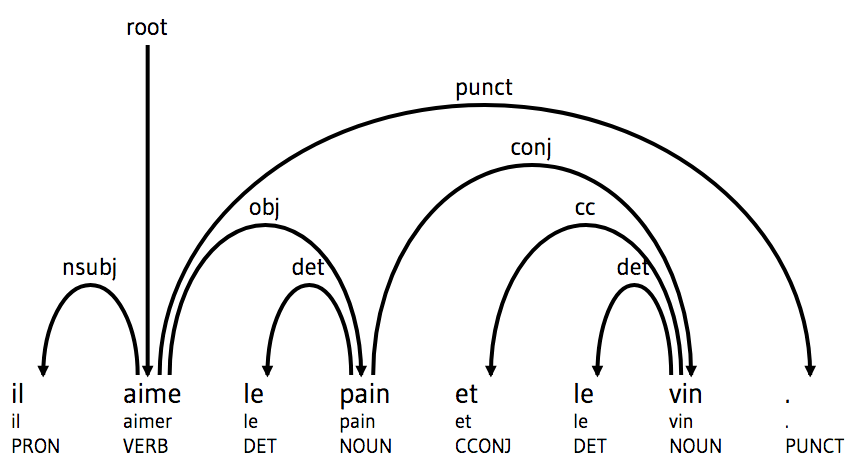 root
punct
conj
obj cc
nsubj det det
il aime le pain et le vin .
il aimer le pain et le vin .
PRON VERB DET NOUN CCONJ DET NOUN PUNCT